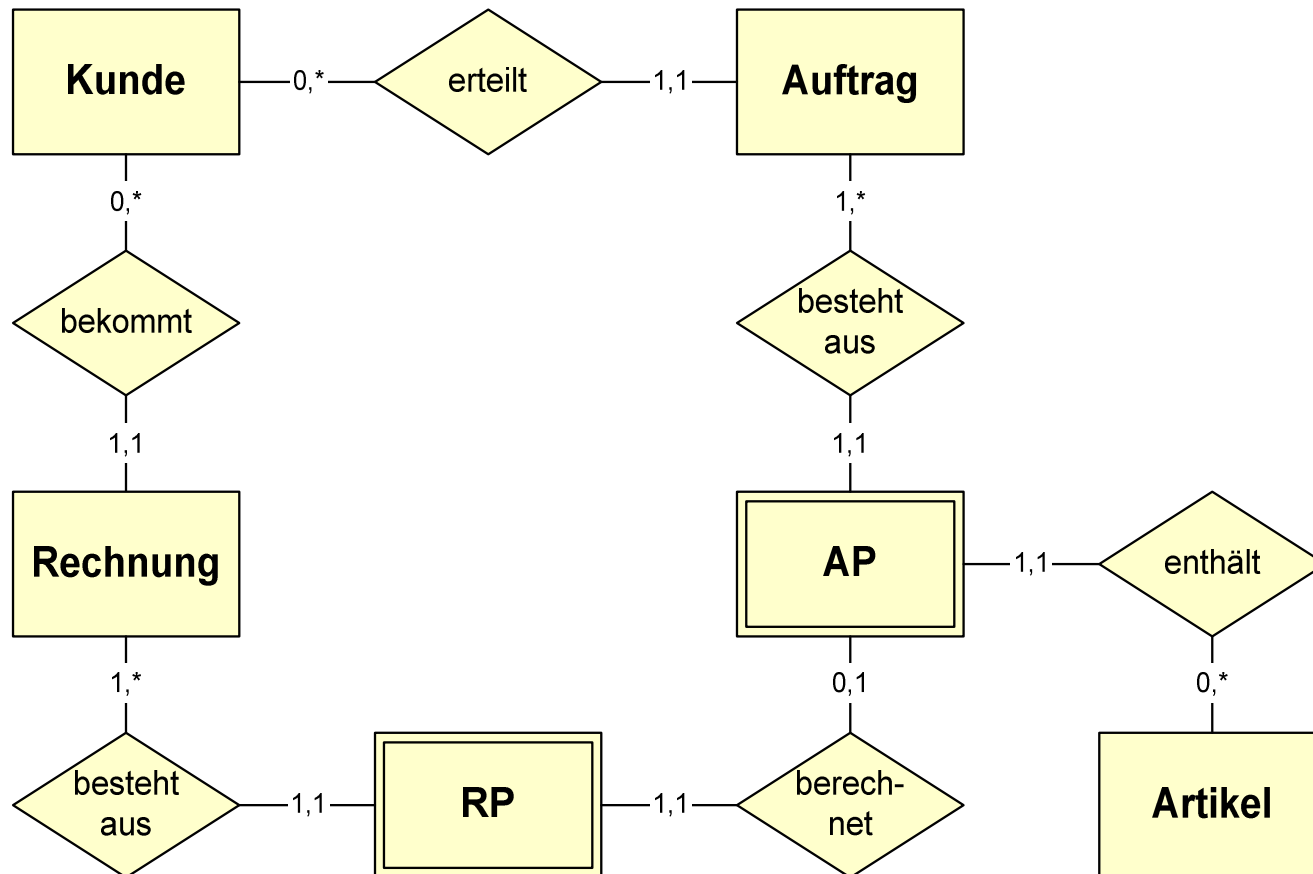 Kunde
0,*
erteilt
1,1
Auftrag
0,*
1,*
bekommt
besteht
aus
1,1
1,1
Rechnung
AP
1,1
enthält
1,*
0,1
0,*
besteht
aus
1,1
RP
1,1
berech-
net
Artikel